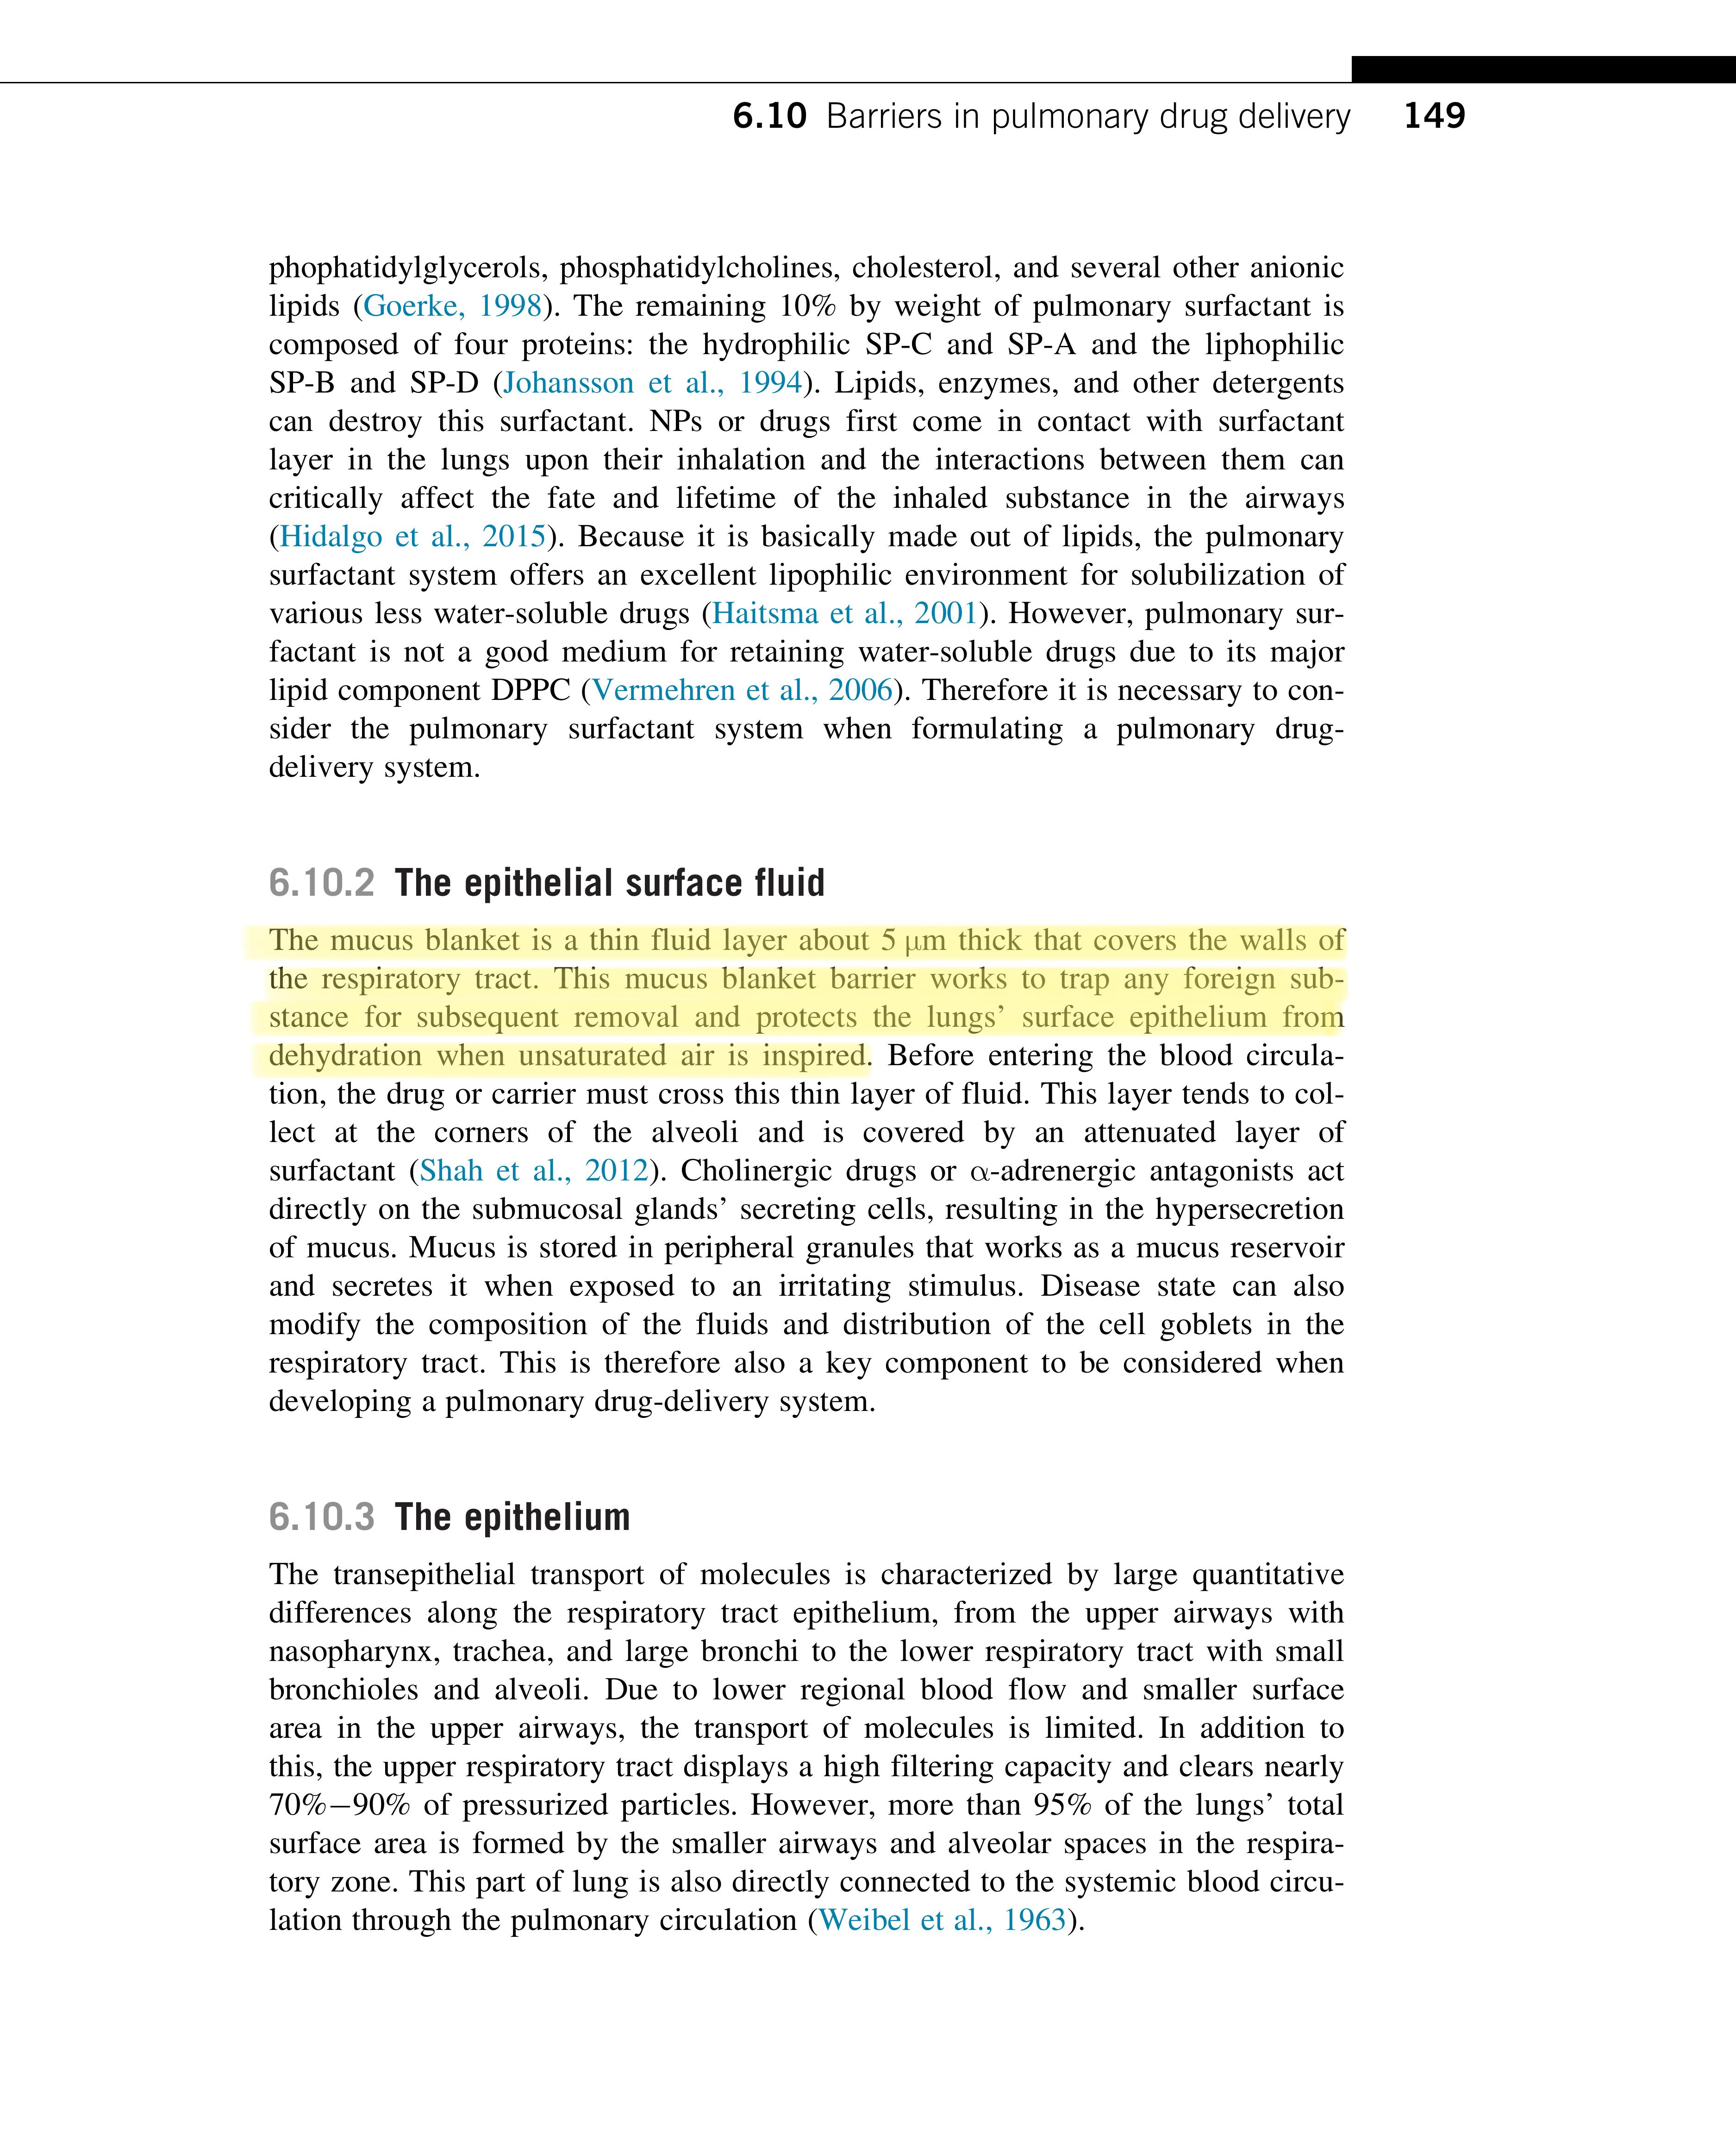 6.10 Barriers in pulmonary drug delivery 149
phophatidylglycerols, phosphatidylcholines, cholesterol, and several other anionic
lipids (Goerke, 1998). The remaining 10% by weight of pulmonary surfactant is
composed of four proteins: the hydrophilic SP-C and SP-A and the liphophilic
SP-B and SP-D (Johansson et al., 1994). Lipids, enzymes, and other detergents
can destroy this surfactant. NPs or drugs first come in contact with surfactant
layer in the lungs upon their inhalation and the interactions between them can
critically affect the fate and lifetime of the inhaled substance in the airways
(Hidalgo et al., 2015). Because it is basically made out of lipids, the pulmonary
surfactant system offers an excellent lipophilic environment for solubilization of
various less water-soluble drugs (Haitsma et al., 2001). However, pulmonary sur-
factant is not a good medium for retaining water-soluble drugs due to its major
lipid component DPPC (Vermehren et al., 2006). Therefore it is necessary to con-
sider the pulmonary surfactant system when formulating a pulmonary drug-
delivery system.
6.10.2 The epithelial surface fluid
The mucus blanket is a thin fluid layer about 5 μm thick that covers the walls of
the respiratory tract. This mucus blanket barrier works to trap any foreign sub-
stance for subsequent removal and protects the lungs’ surface epithelium from
dehydration when unsaturated air is inspired. Before entering the blood circula-
tion, the drug or carrier must cross this thin layer of fluid. This layer tends to col-
lect at the corners of the alveoli and is covered by an attenuated layer of
surfactant (Shah et al., 2012). Cholinergic drugs or α-adrenergic antagonists act
directly on the submucosal glands’ secreting cells, resulting in the hypersecretion
of mucus. Mucus is stored in peripheral granules that works as a mucus reservoir
and secretes it when exposed to an irritating stimulus. Disease state can also
modify the composition of the fluids and distribution of the cell goblets in the
respiratory tract. This is therefore also a key component to be considered when
developing a pulmonary drug-delivery system.
6.10.3 The epithelium
The transepithelial transport of molecules is characterized by large quantitative
differences along the respiratory tract epithelium, from the upper airways with
nasopharynx, trachea, and large bronchi to the lower respiratory tract with small
bronchioles and alveoli. Due to lower regional blood flow and smaller surface
area in the upper airways, the transport of molecules is limited. In addition to
this, the upper respiratory tract displays a high filtering capacity and clears nearly
70%–90% of pressurized particles. However, more than 95% of the lungs’ total
surface area is formed by the smaller airways and alveolar spaces in the respira-
tory zone. This part of lung is also directly connected to the systemic blood circu-
lation through the pulmonary circulation (Weibel et al., 1963).